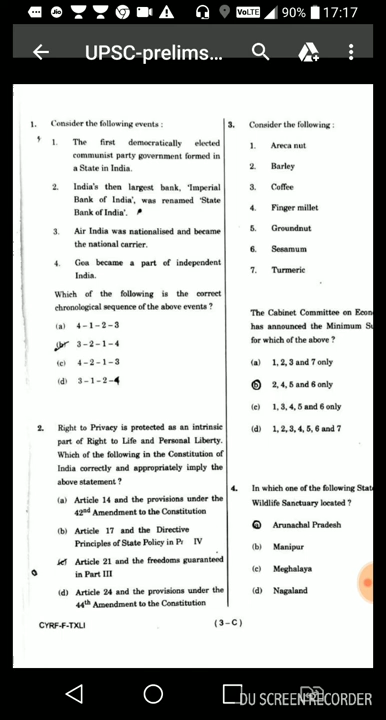 VoLTE 90% 17:17
UPSC-prelims...
1. Consider the following events :
1. The first democratically elected
communist party government formed in
a State in India.
2. India's then largest bank, 'Imperial
Bank of India', was renamed 'State
Bank of India'.
3. Air India was nationalised and became
the national carrier.
4. Goa became a part of independent
India.
Which of the following is the correct
chronological sequence of the above events ?
(a) 4 – 1 – 2 – 3
(b) 3 – 2 – 1 – 4
(c) 4 – 2 – 1 – 3
(d) 3 – 1 – 2 – 4
2. Right to Privacy is protected as an intrinsic
part of Right to Life and Personal Liberty.
Which of the following in the Constitution of
India correctly and appropriately imply the
above statement ?
(a) Article 14 and the provisions under the
42nd Amendment to the Constitution
(b) Article 17 and the Directive
Principles of State Policy in P IV
(c) Article 21 and the freedoms guaranteed
in Part III
(d) Article 24 and the provisions under the
44th Amendment to the Constitution
3. Consider the following :
1. Areca nut
2. Barley
3. Coffee
4. Finger millet
5. Groundnut
6. Sesamum
7. Turmeric
The Cabinet Committee on Econ
has announced the Minimum Su
for which of the above ?
(a) 1, 2, 3 and 7 only
(b) 2, 4, 5 and 6 only
(c) 1, 3, 4, 5 and 6 only
(d) 1, 2, 3, 4, 5, 6 and 7
4. In which one of the following Stat
Wildlife Sanctuary located ?
(a) Arunachal Pradesh
(b) Manipur
(c) Meghalaya
(d) Nagaland
CYRF-F-TXLI
( 3 – C )
DU SCREEN RECORDER